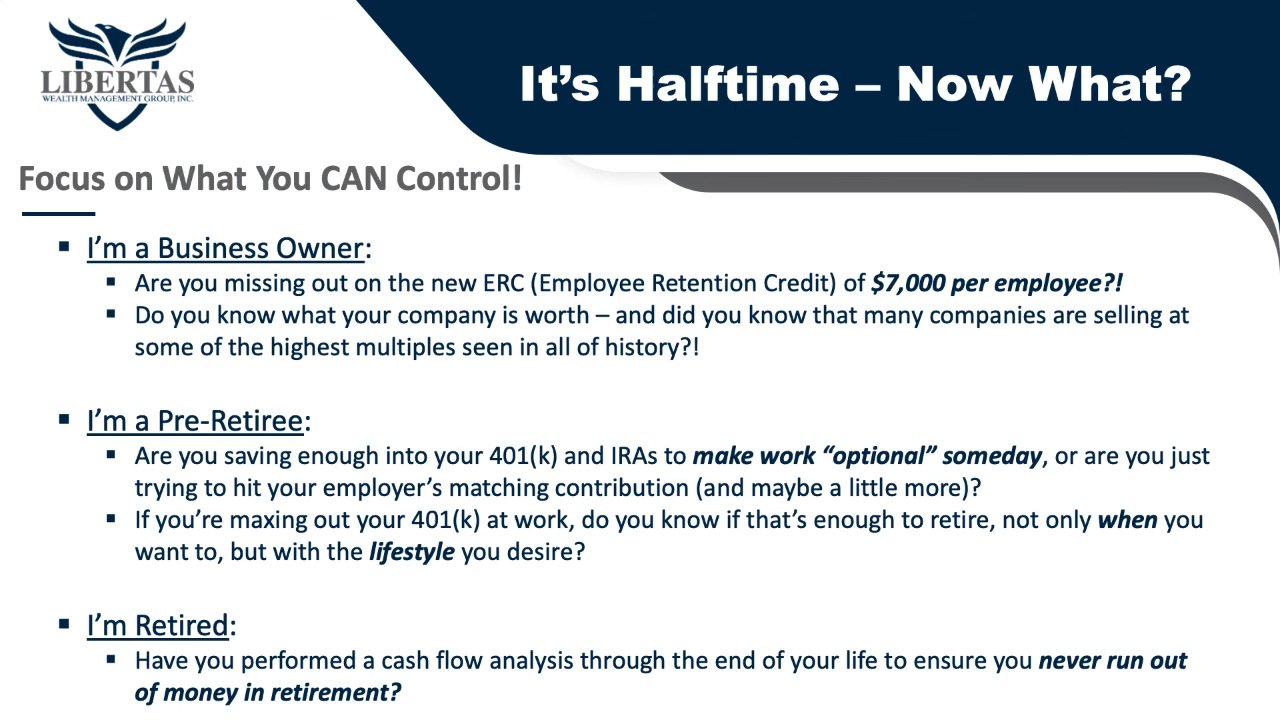 LIBERTAS
WEALTH MANAGEMENT GROUP, INC.
It’s Halftime – Now What?
Focus on What You CAN Control!
▪ I’m a Business Owner:
▪ Are you missing out on the new ERC (Employee Retention Credit) of $7,000 per employee?!
▪ Do you know what your company is worth – and did you know that many companies are selling at
some of the highest multiples seen in all of history?!
▪ I’m a Pre-Retiree:
▪ Are you saving enough into your 401(k) and IRAs to make work “optional” someday, or are you just
trying to hit your employer’s matching contribution (and maybe a little more)?
▪ If you’re maxing out your 401(k) at work, do you know if that’s enough to retire, not only when you
want to, but with the lifestyle you desire?
▪ I’m Retired:
▪ Have you performed a cash flow analysis through the end of your life to ensure you never run out
of money in retirement?